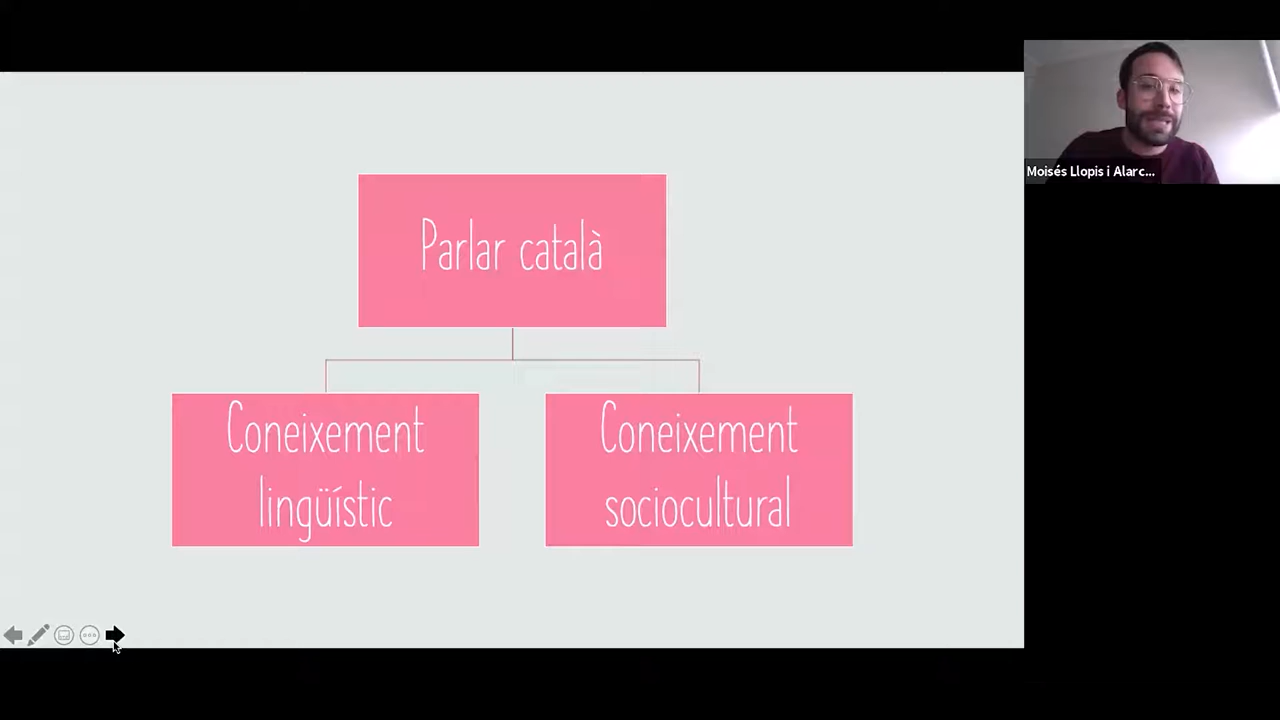 Parlar català
Coneixement
lingüístic
Coneixement
sociocultural
Moisés Llopis i Alarc...